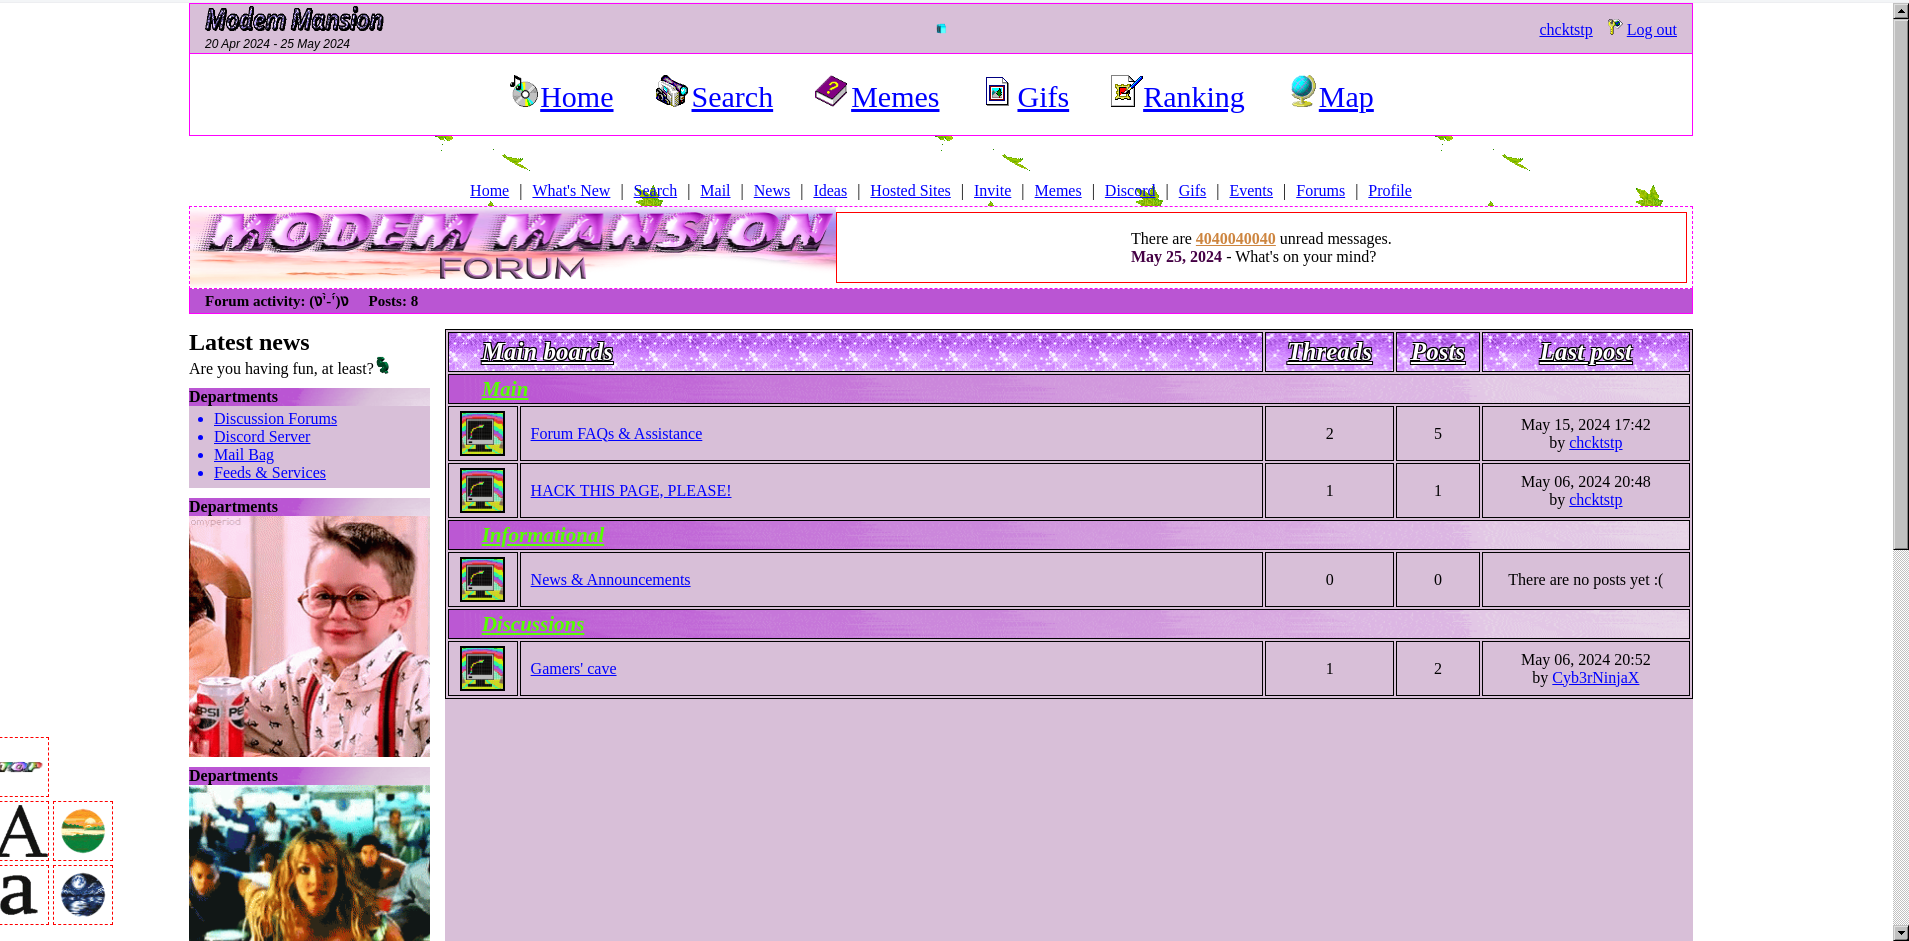 Modem Mansion
20 Apr 2024 - 25 May 2024
chcktstp Log out
Home Search Memes Gifs Ranking Map
Home | What's New | Search | Mail | News | Ideas | Hosted Sites | Invite | Memes | Discord | Gifs | Events | Forums | Profile
MODEM MANSION
FORUM
There are 4040040040 unread messages.
May 25, 2024 - What's on your mind?
Forum activity: Posts: 8
Latest news
Are you having fun, at least?
Departments
Discussion Forums
Discord Server
Mail Bag
Feeds & Services
Departments
omyperiod
PEPSI PE
Departments
Main boards Threads Posts Last post
Main
Forum FAQs & Assistance 2 5 May 15, 2024 17:42
by chcktstp
HACK THIS PAGE, PLEASE! 1 1 May 06, 2024 20:48
by chcktstp
Informational
News & Announcements 0 0 There are no posts yet :(
Discussions
Gamers' cave 1 2 May 06, 2024 20:52
by Cyb3rNinjaX
TOP
A
a